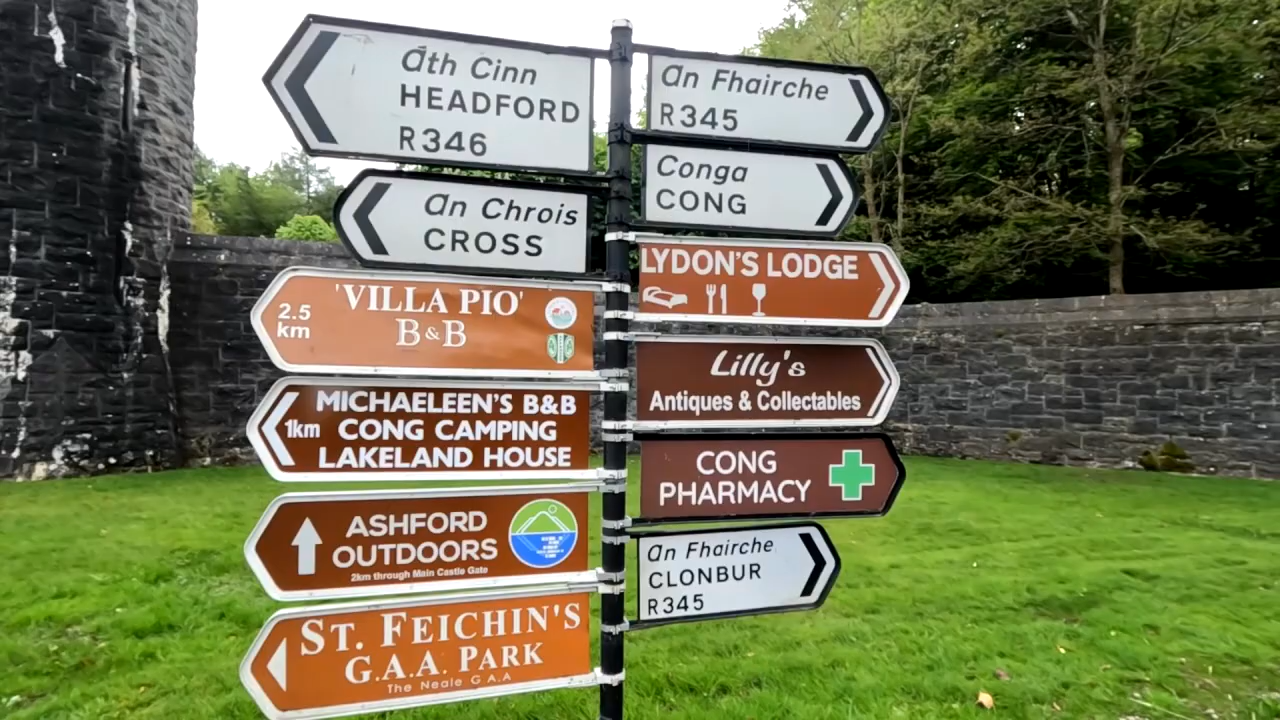 Áth Cinn
HEADFORD
R346
An Chrois
CROSS
2.5
km
'VILLA PIO'
B&B
1km
MICHAELEEN'S B&B
CONG CAMPING
LAKELAND HOUSE
ASHFORD
OUTDOORS
2km through Main Castle Gate
ST. FEICHIN'S
G.A.A. PARK
The Neale G.A.A
An Fhairche
R345
Conga
CONG
LYDON'S LODGE
Lilly's
Antiques & Collectables
CONG
PHARMACY
An Fhairche
CLONBUR
R345